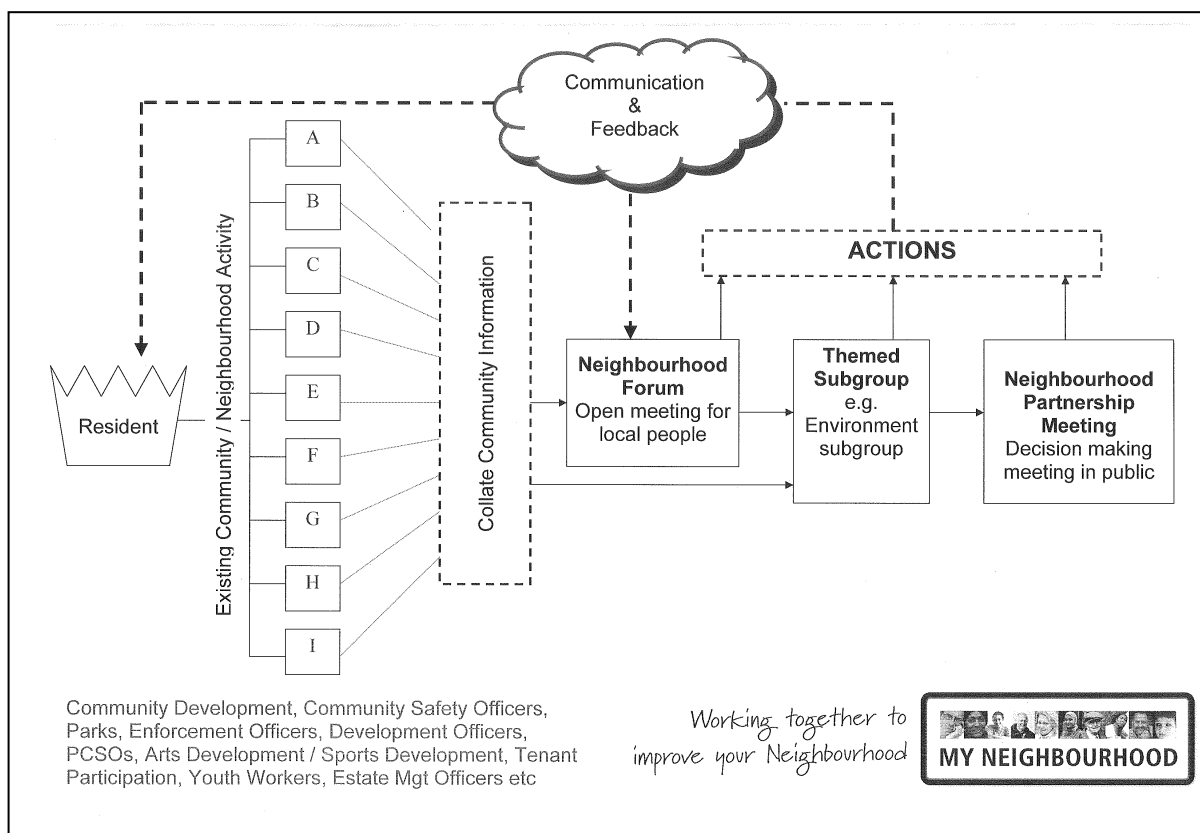 Communication
&
Feedback
A
B
C
D
E
F
G
H
I
Existing Community / Neighbourhood Activity
Resident
Collate Community Information
ACTIONS
Neighbourhood
Forum
Open meeting for
local people
Themed
Subgroup
e.g.
Environment
subgroup
Neighbourhood
Partnership
Meeting
Decision making
meeting in public
Community Development, Community Safety Officers,
Parks, Enforcement Officers, Development Officers,
PCSOs, Arts Development / Sports Development, Tenant
Participation, Youth Workers, Estate Mgt Officers etc
Working together to
improve your Neighbourhood
MY NEIGHBOURHOOD